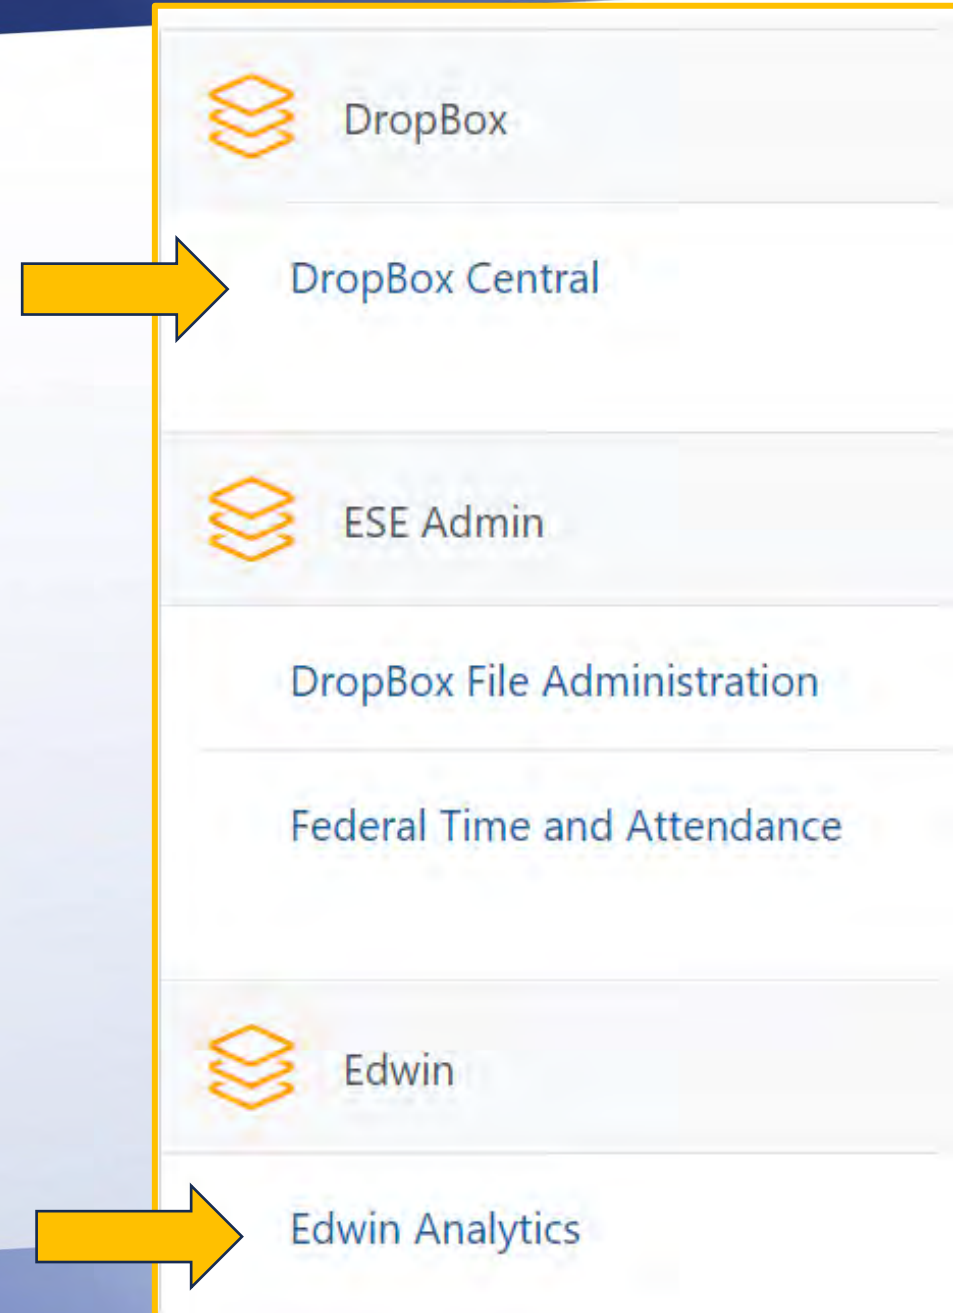 DropBox
DropBox Central
ESE Admin
DropBox File Administration
Federal Time and Attendance
Edwin
Edwin Analytics